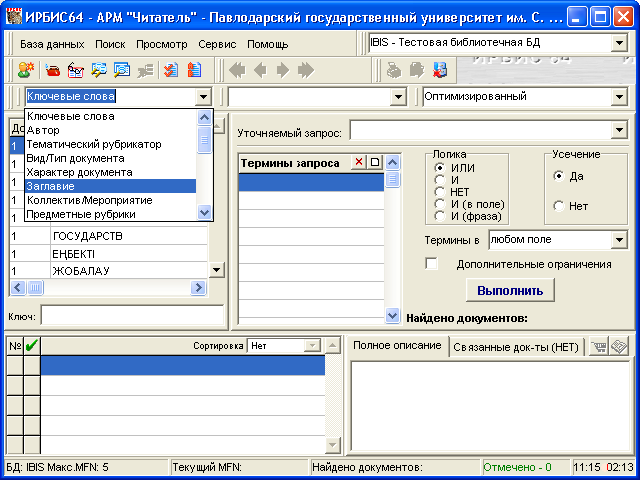 ИРБИС64 - АРМ "Читатель" - Павлодарский государственный университет им. С. ...
База данных Поиск Просмотр Сервис Помощь
IBIS - Тестовая библиотечная БД
Ключевые слова
Оптимизированный
Ключевые слова
Автор
Тематический рубрикатор
Вид/Тип документа
Характер документа
Заглавие
Коллектив/Мероприятие
Предметные рубрики
До
1
1
1
1
1
1
1 ГОСУДАРСТВ
1 ЕҢБЕКТІ
1 ЖОБАЛАУ
Ключ:
Уточняемый запрос:
Термины запроса
Логика
ИЛИ
И
НЕТ
И (в поле)
И (фраза)
Усечение
Да
Нет
Термины в любом поле
Дополнительные ограничения
Выполнить
Найдено документов:
№ Сортировка Нет
Полное описание Связанные док-ты (НЕТ)
БД: IBIS Макс.MFN: 5 Текущий MFN: Найдено документов: Отмечено - 0 11:15 02:13